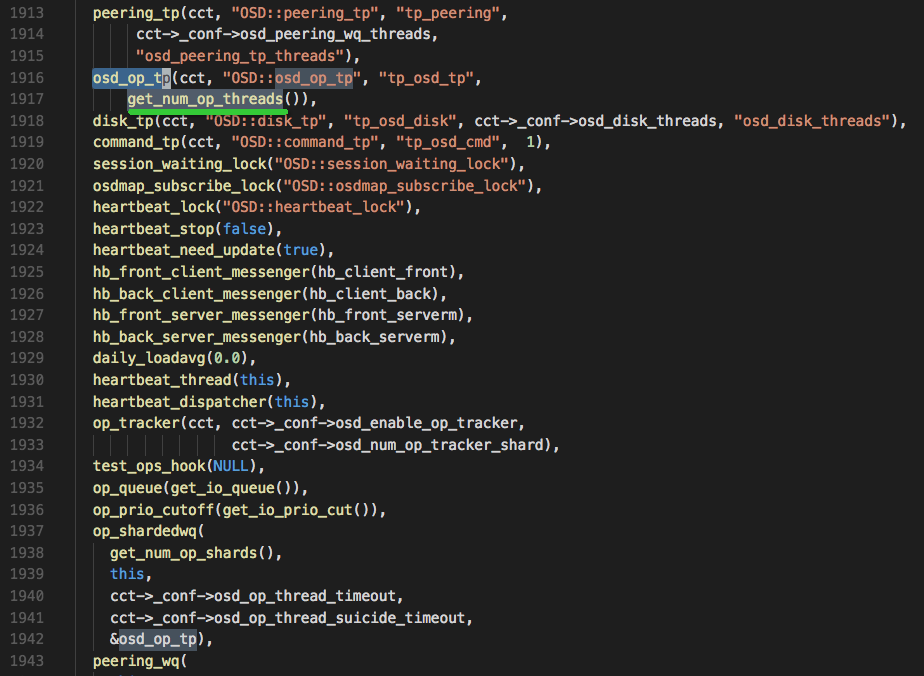 1913 peering_tp(cct, "OSD::peering_tp", "tp_peering",
1914 cct->_conf->osd_peering_wq_threads,
1915 "osd_peering_tp_threads"),
1916 osd_op_tp(cct, "OSD::osd_op_tp", "tp_osd_tp",
1917 get_num_op_threads()),
1918 disk_tp(cct, "OSD::disk_tp", "tp_osd_disk", cct->_conf->osd_disk_threads, "osd_disk_threads"),
1919 command_tp(cct, "OSD::command_tp", "tp_osd_cmd", 1),
1920 session_waiting_lock("OSD::session_waiting_lock"),
1921 osdmap_subscribe_lock("OSD::osdmap_subscribe_lock"),
1922 heartbeat_lock("OSD::heartbeat_lock"),
1923 heartbeat_stop(false),
1924 heartbeat_need_update(true),
1925 hb_front_client_messenger(hb_client_front),
1926 hb_back_client_messenger(hb_client_back),
1927 hb_front_server_messenger(hb_front_serverm),
1928 hb_back_server_messenger(hb_back_serverm),
1929 daily_loadavg(0.0),
1930 heartbeat_thread(this),
1931 heartbeat_dispatcher(this),
1932 op_tracker(cct, cct->_conf->osd_enable_op_tracker,
1933 cct->_conf->osd_num_op_tracker_shard),
1934 test_ops_hook(NULL),
1935 op_queue(get_io_queue()),
1936 op_prio_cutoff(get_io_prio_cut()),
1937 op_shardedwq(
1938 get_num_op_shards(),
1939 this,
1940 cct->_conf->osd_op_thread_timeout,
1941 cct->_conf->osd_op_thread_suicide_timeout,
1942 &osd_op_tp),
1943 peering_wq(